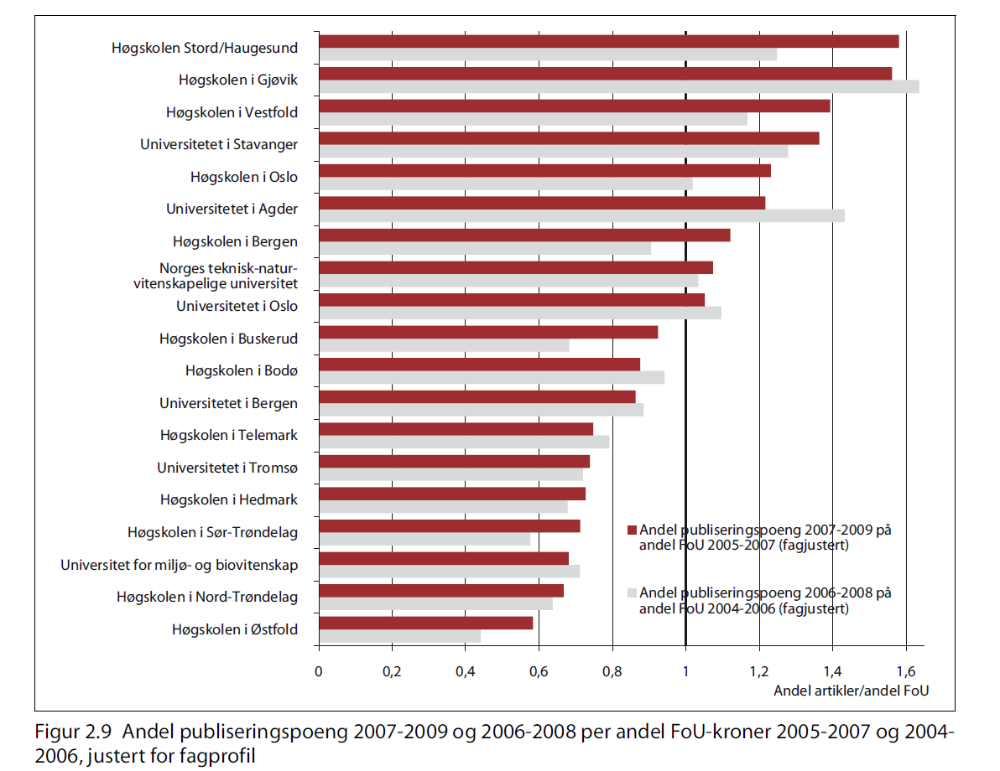 Høgskolen Stord/Haugesund
Høgskolen i Gjøvik
Høgskolen i Vestfold
Universitetet i Stavanger
Høgskolen i Oslo
Universitetet i Agder
Høgskolen i Bergen
Norges teknisk-natur-
vitenskapelige universitet
Universitetet i Oslo
Høgskolen i Buskerud
Høgskolen i Bodø
Universitetet i Bergen
Høgskolen i Telemark
Universitetet i Tromsø
Høgskolen i Hedmark
Høgskolen i Sør-Trøndelag
Universitet for miljø- og biovitenskap
Høgskolen i Nord-Trøndelag
Høgskolen i Østfold
Andel publiseringspoeng 2007-2009 på
andel FoU 2005-2007 (fagjustert)
Andel publiseringspoeng 2006-2008 på
andel FoU 2004-2006 (fagjustert)
0 0,2 0,4 0,6 0,8 1 1,2 1,4 1,6
Andel artikler/andel FoU
Figur 2.9 Andel publiseringspoeng 2007-2009 og 2006-2008 per andel FoU-kroner 2005-2007 og 2004-
2006, justert for fagprofil